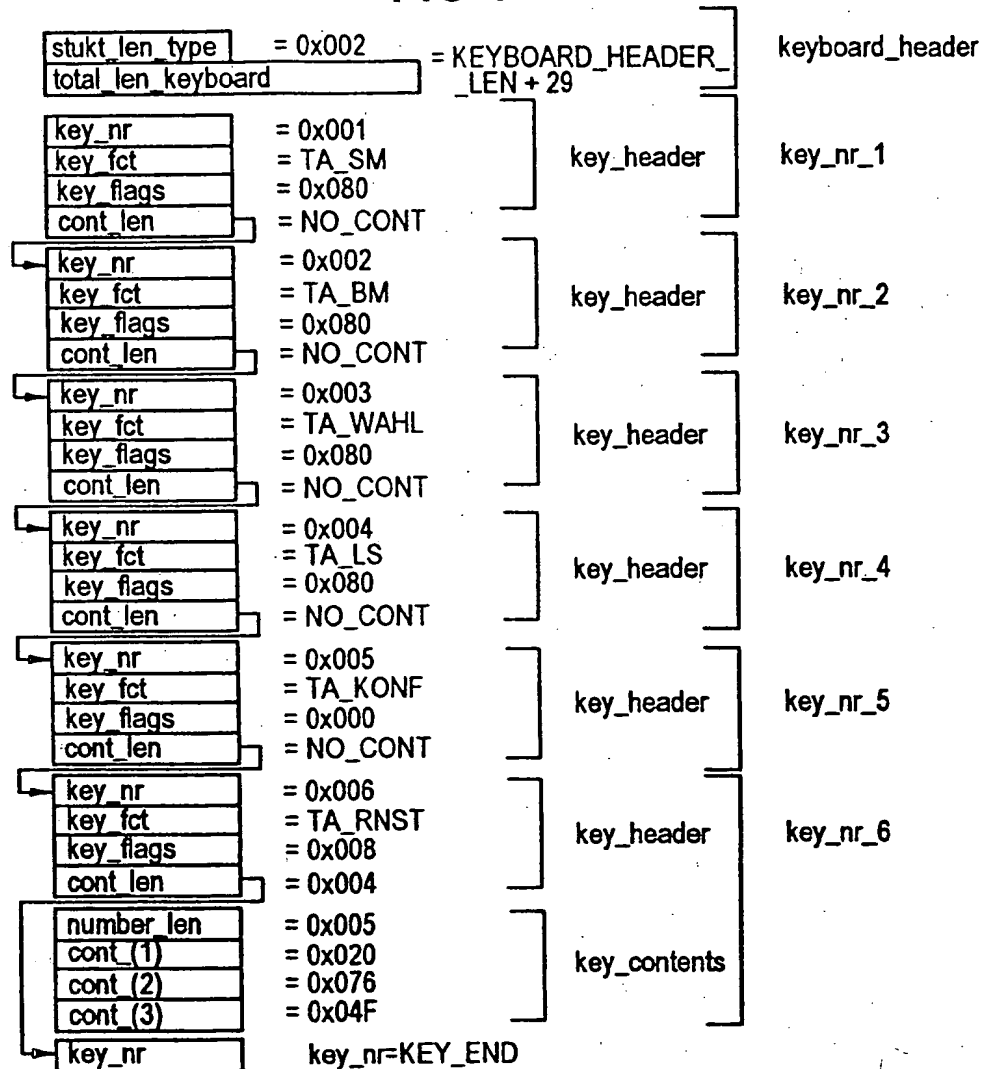 stukt_len_type = 0x002 keyboard_header
total_len_keyboard = KEYBOARD_HEADER_
_LEN + 29
key_nr = 0x001
key_fct = TA_SM key_header key_nr_1
key_flags = 0x080
cont_len = NO_CONT
key_nr = 0x002
key_fct = TA_BM key_header key_nr_2
key_flags = 0x080
cont_len = NO_CONT
key_nr = 0x003
key_fct = TA_WAHL key_header key_nr_3
key_flags = 0x080
cont_len = NO_CONT
key_nr = 0x004
key_fct = TA_LS key_header key_nr_4
key_flags = 0x080
cont_len = NO_CONT
key_nr = 0x005
key_fct = TA_KONF key_header key_nr_5
key_flags = 0x000
cont_len = NO_CONT
key_nr = 0x006
key_fct = TA_RNST key_header key_nr_6
key_flags = 0x008
cont_len = 0x004
number_len = 0x005
cont_(1) = 0x020
cont_(2) = 0x076 key_contents
cont_(3) = 0x04F
key_nr key_nr=KEY_END